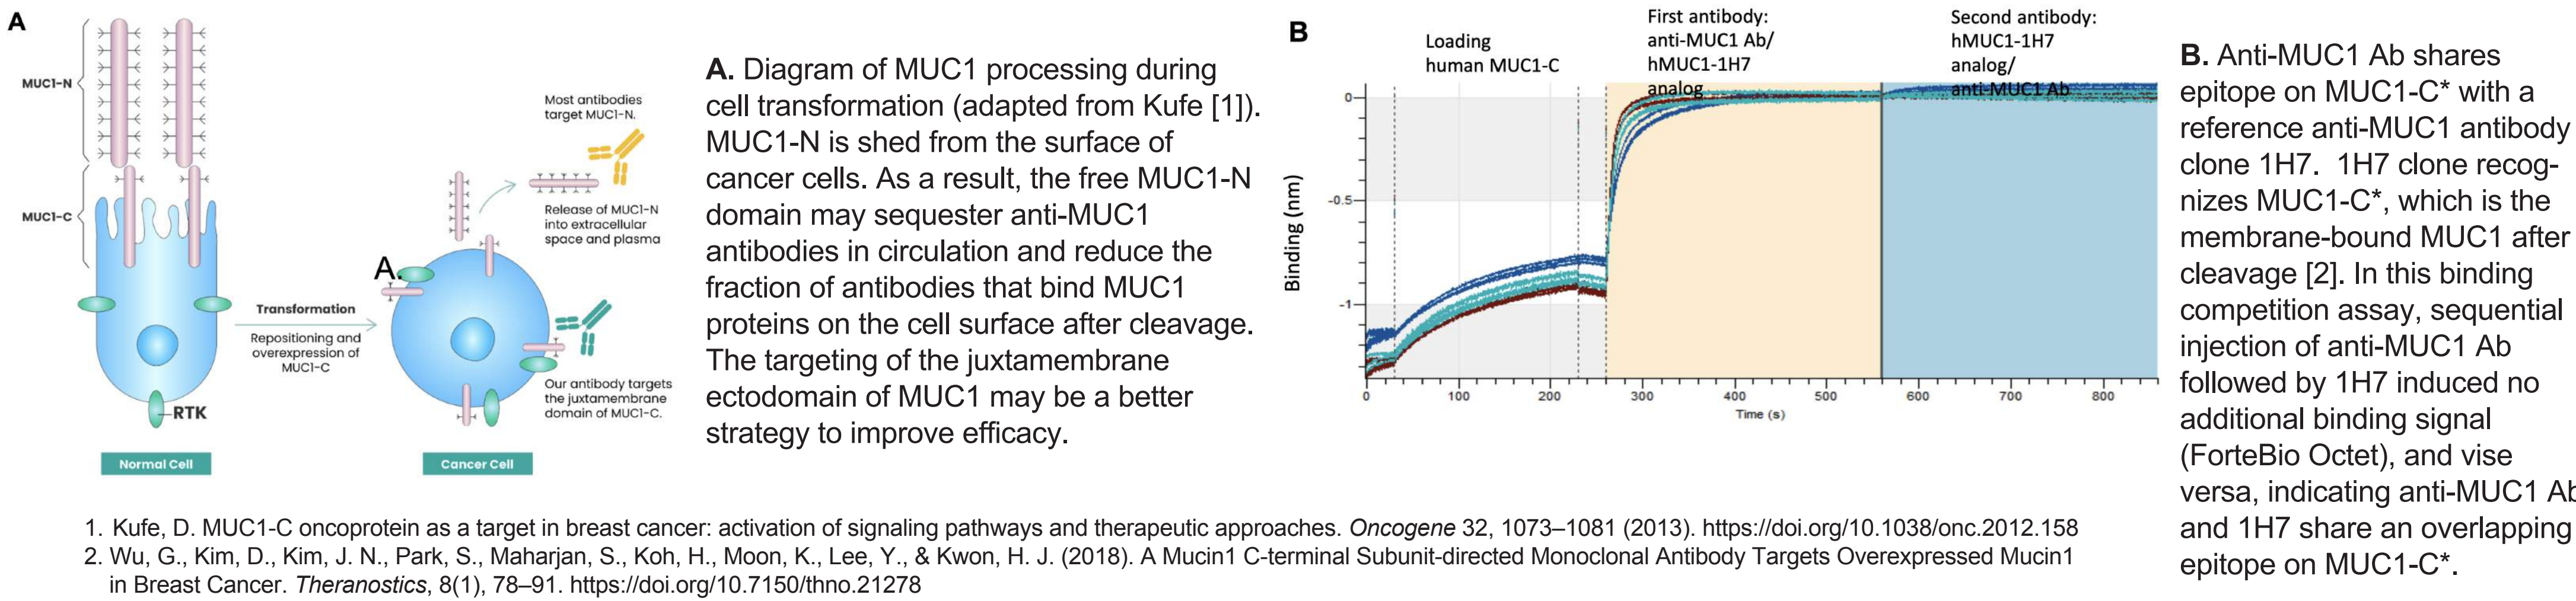 A
MUC1-N
MUC1-C
RTK
Normal Cell
Transformation
Repositioning and
overexpression of
MUC1-C
Most antibodies
target MUC1-N.
Release of MUC1-N
into extracellular
space and plasma
A.
Our antibody targets
the juxtamembrane
domain of MUC1-C.
Cancer Cell
A. Diagram of MUC1 processing during
cell transformation (adapted from Kufe [1]).
MUC1-N is shed from the surface of
cancer cells. As a result, the free MUC1-N
domain may sequester anti-MUC1
antibodies in circulation and reduce the
fraction of antibodies that bind MUC1
proteins on the cell surface after cleavage.
The targeting of the juxtamembrane
ectodomain of MUC1 may be a better
strategy to improve efficacy.
B
Loading
human MUC1-C
First antibody:
anti-MUC1 Ab/
hMUC1-1H7
analog
Second antibody:
hMUC1-1H7
analog/
anti-MUC1 Ab
Binding (nm)
0
-0.5
-1
0 100 200 300 400 500 600 700 800
Time (s)
B. Anti-MUC1 Ab shares
epitope on MUC1-C* with a
reference anti-MUC1 antibody
clone 1H7. 1H7 clone recog-
nizes MUC1-C*, which is the
membrane-bound MUC1 after
cleavage [2]. In this binding
competition assay, sequential
injection of anti-MUC1 Ab
followed by 1H7 induced no
additional binding signal
(ForteBio Octet), and vise
versa, indicating anti-MUC1 Ab
and 1H7 share an overlapping
epitope on MUC1-C*.
1. Kufe, D. MUC1-C oncoprotein as a target in breast cancer: activation of signaling pathways and therapeutic approaches. Oncogene 32, 1073–1081 (2013). https://doi.org/10.1038/onc.2012.158
2. Wu, G., Kim, D., Kim, J. N., Park, S., Maharjan, S., Koh, H., Moon, K., Lee, Y., & Kwon, H. J. (2018). A Mucin1 C-terminal Subunit-directed Monoclonal Antibody Targets Overexpressed Mucin1
in Breast Cancer. Theranostics, 8(1), 78–91. https://doi.org/10.7150/thno.21278